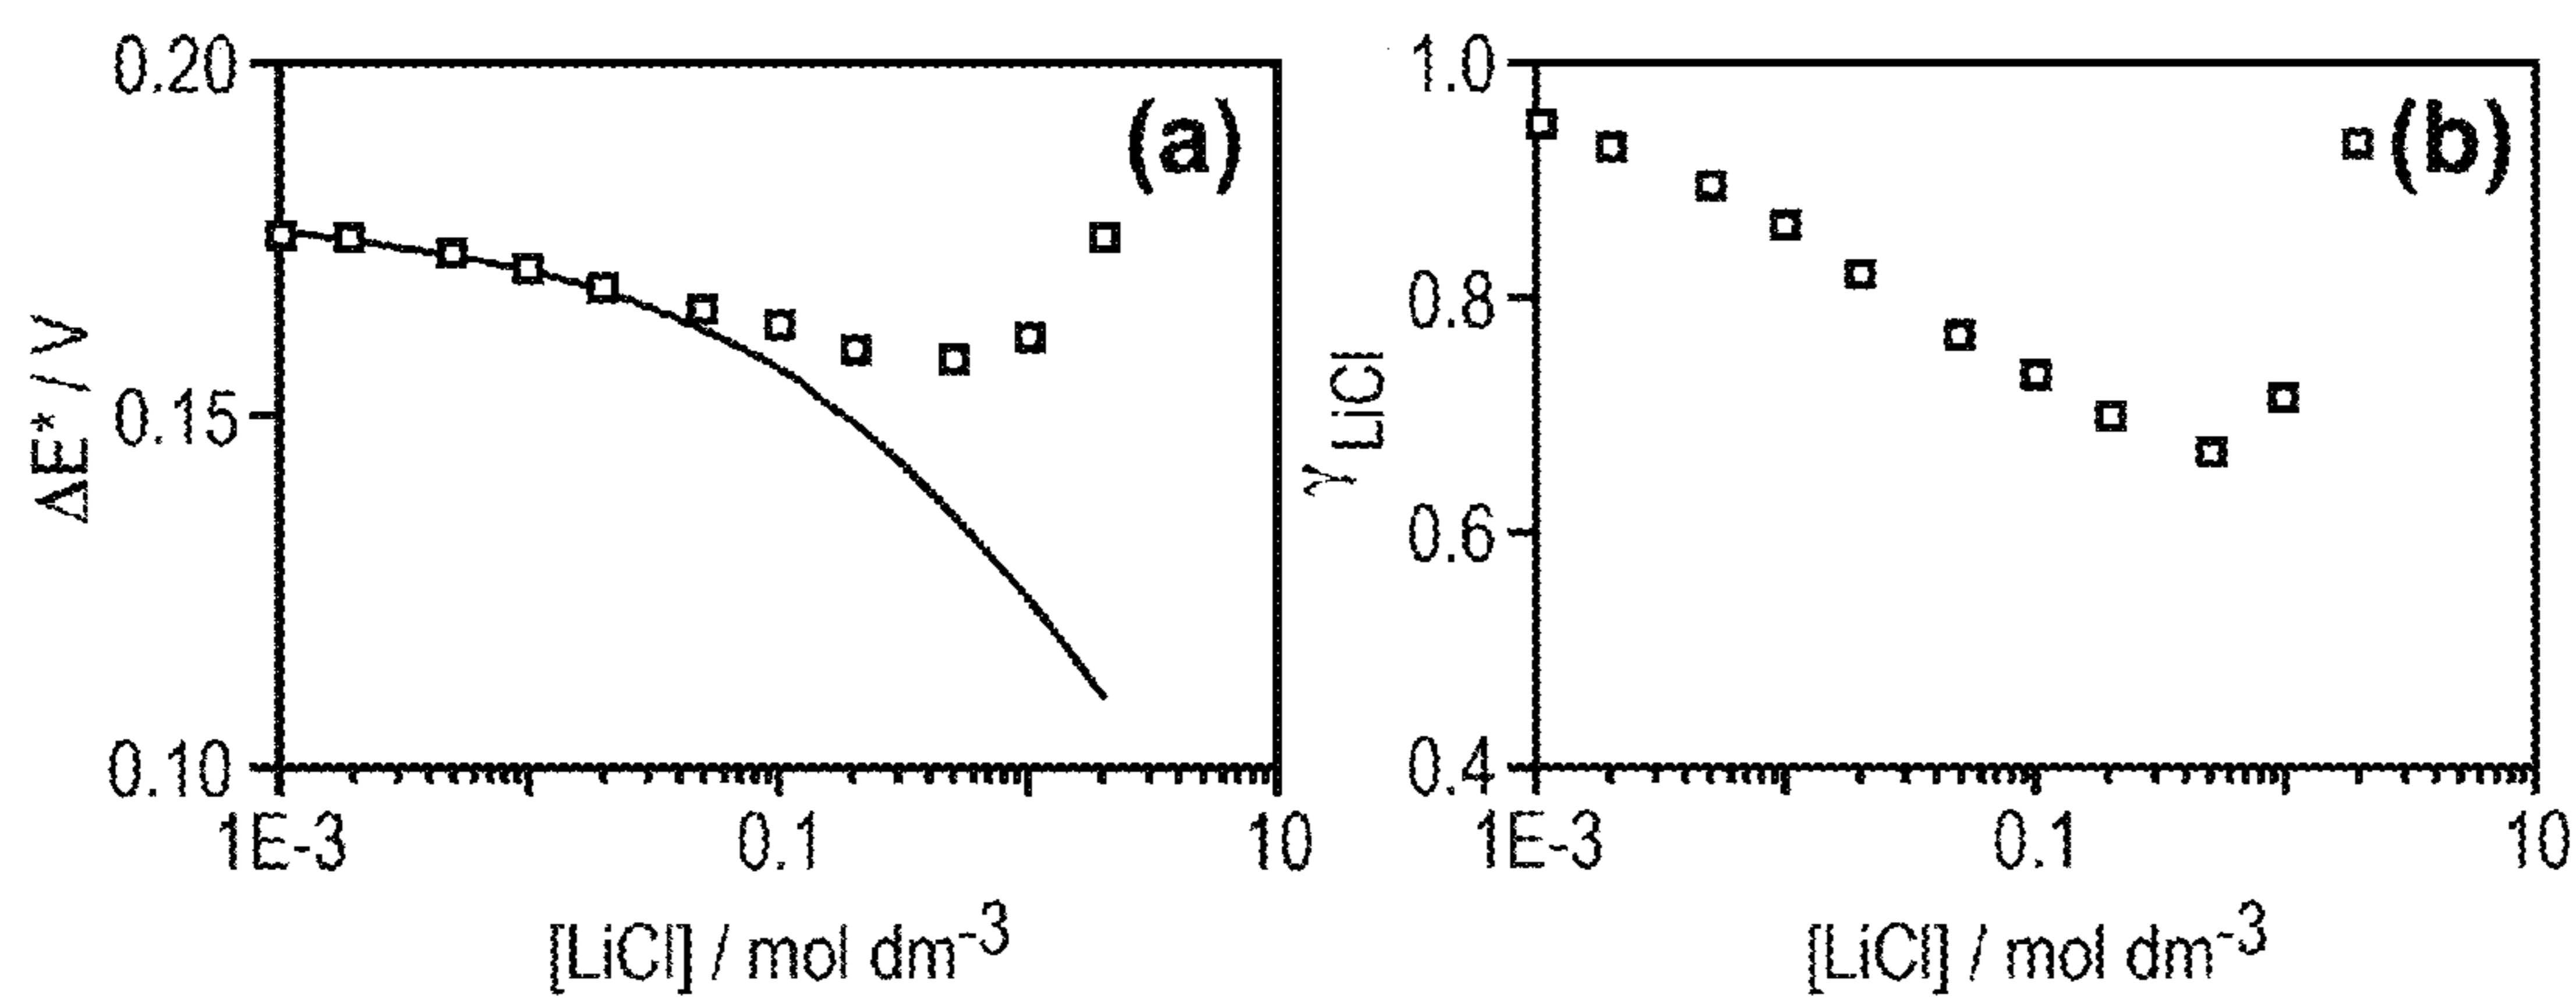 0.20
(a)
0.15
0.10
ΔE* / V
1E-3
0.1
10
[LiCl] / mol dm-3
1.0
(b)
0.8
0.6
0.4
γ LiCl
1E-3
0.1
10
[LiCl] / mol dm-3